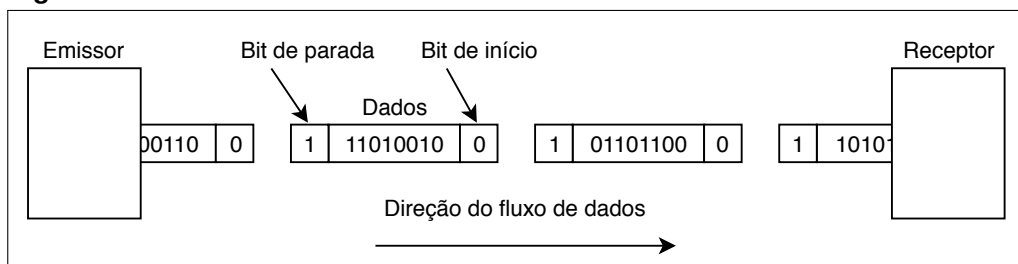 Emissor Bit de parada Bit de início Receptor
Dados
00110 0 1 11010010 0 1 01101100 0 1 10101
Direção do fluxo de dados